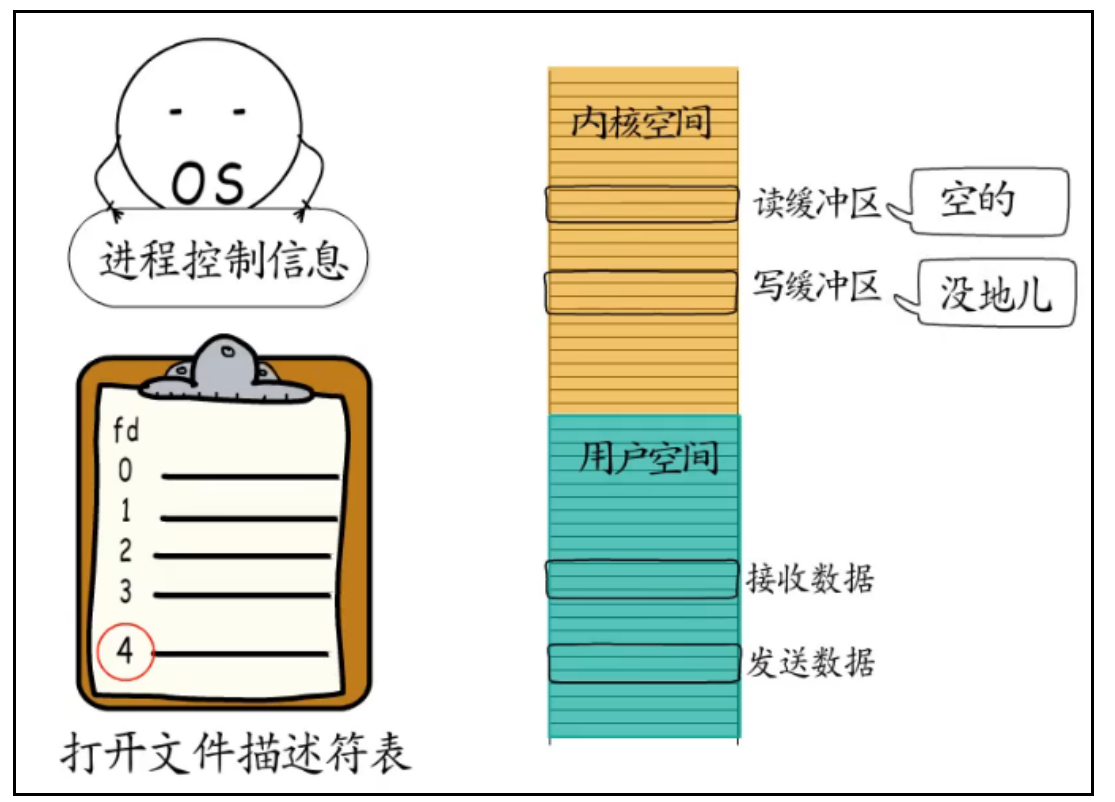 OS
进程控制信息
fd
0
1
2
3
4
打开文件描述符表
内核空间
读缓冲区
空的
写缓冲区
没地儿
用户空间
接收数据
发送数据